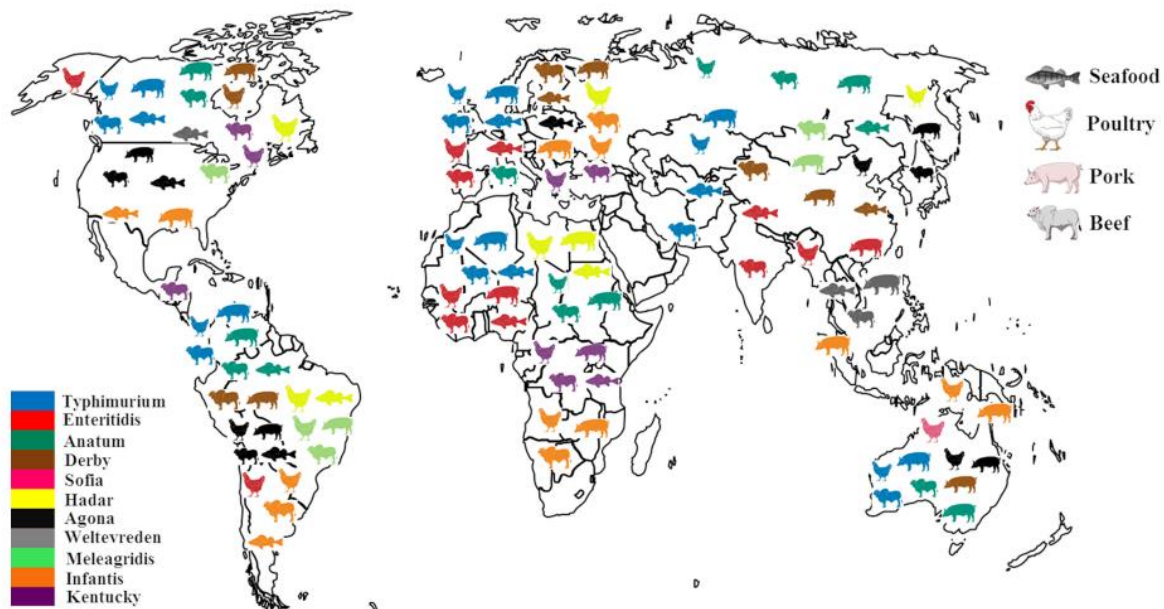 Seafood
Poultry
Pork
Beef
Typhimurium
Enteritidis
Anatum
Derby
Sofia
Hadar
Agona
Weltevreden
Meleagridis
Infantis
Kentucky